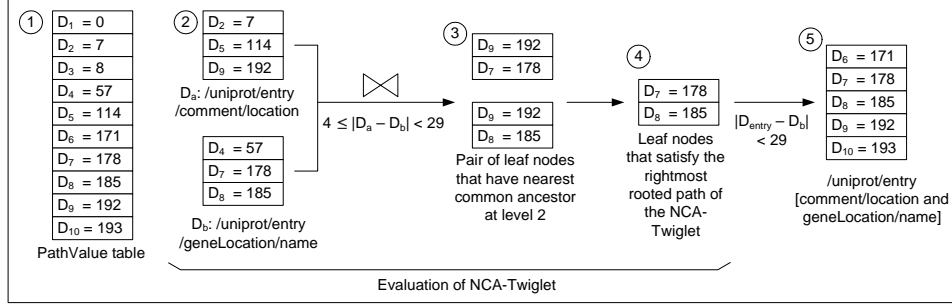 1
D1 = 0
D2 = 7
D3 = 8
D4 = 57
D5 = 114
D6 = 171
D7 = 178
D8 = 185
D9 = 192
D10 = 193
PathValue table
2
D2 = 7
D5 = 114
D9 = 192
Da: /uniprot/entry
/comment/location
D4 = 57
D7 = 178
D8 = 185
Db: /uniprot/entry
/geneLocation/name
4 ≤ |Da – Db| < 29
3
D9 = 192
D7 = 178
D9 = 192
D8 = 185
Pair of leaf nodes
that have nearest
common ancestor
at level 2
4
D7 = 178
D8 = 185
Leaf nodes
that satisfy the
rightmost
rooted path of
the NCA-
Twiglet
|Dentry – Db|
< 29
5
D6 = 171
D7 = 178
D8 = 185
D9 = 192
D10 = 193
/uniprot/entry
[comment/location and
geneLocation/name]
Evaluation of NCA-Twiglet